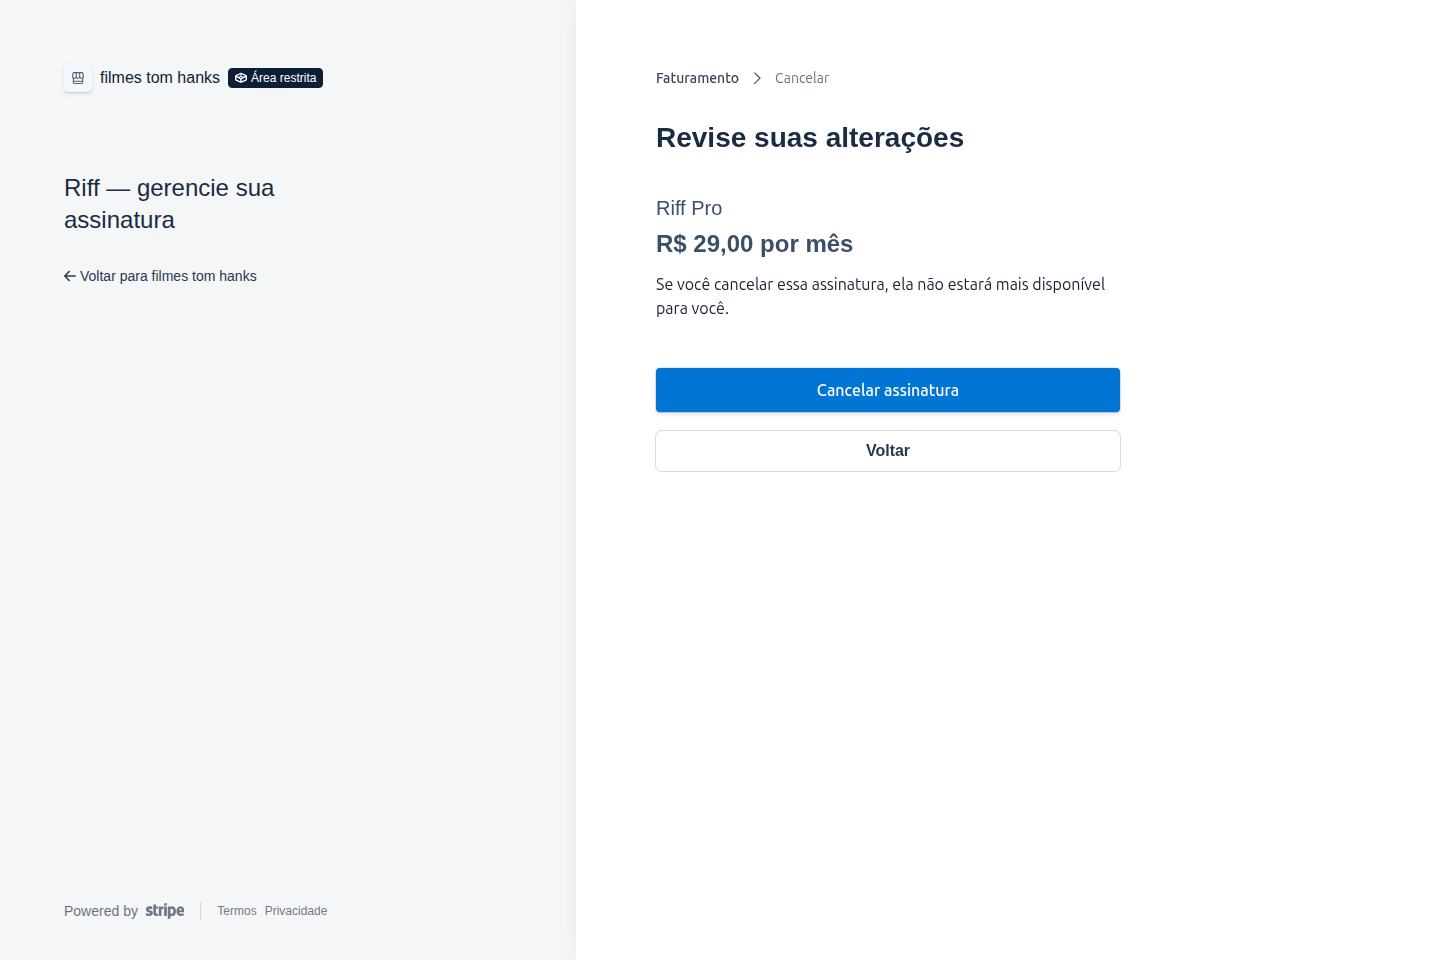 filmes tom hanks Área restrita
Riff — gerencie sua
assinatura
Voltar para filmes tom hanks
Powered by stripe Termos Privacidade
Faturamento Cancelar
Revise suas alterações
Riff Pro
R$ 29,00 por mês
Se você cancelar essa assinatura, ela não estará mais disponível
para você.
Cancelar assinatura
Voltar